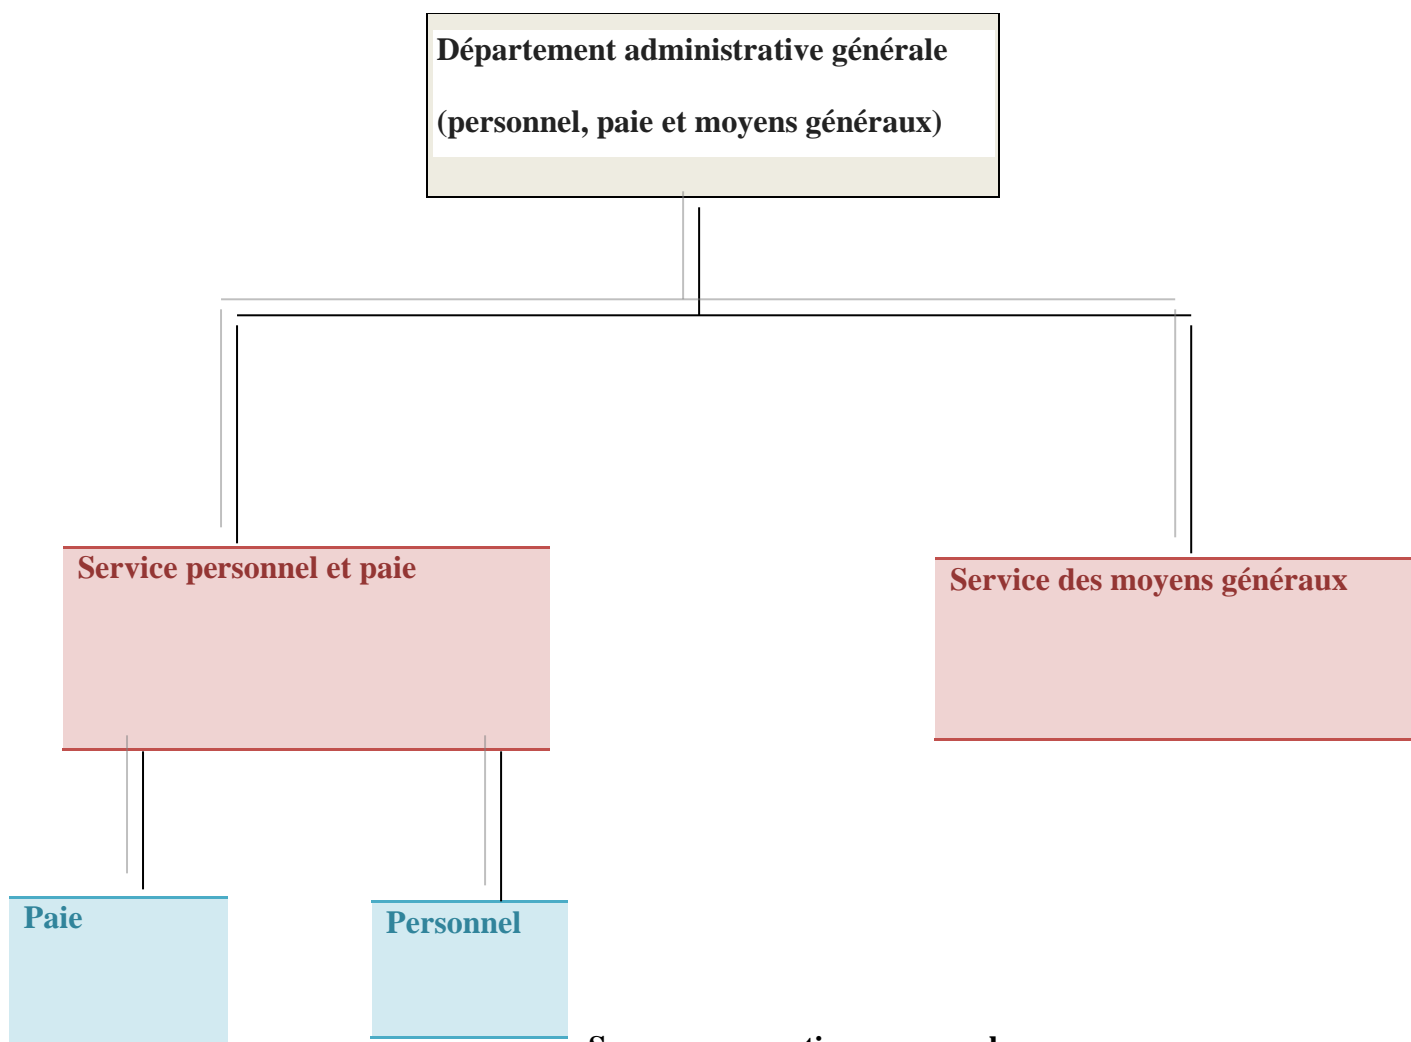 Département administrative générale
(personnel, paie et moyens généraux)
Service personnel et paie
Service des moyens généraux
Paie
Personnel